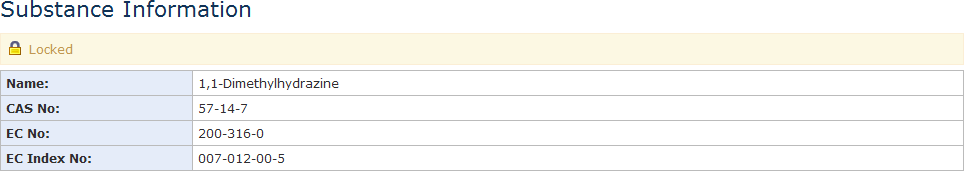 Substance Information
Locked
Name: 1,1-Dimethylhydrazine
CAS No: 57-14-7
EC No: 200-316-0
EC Index No: 007-012-00-5